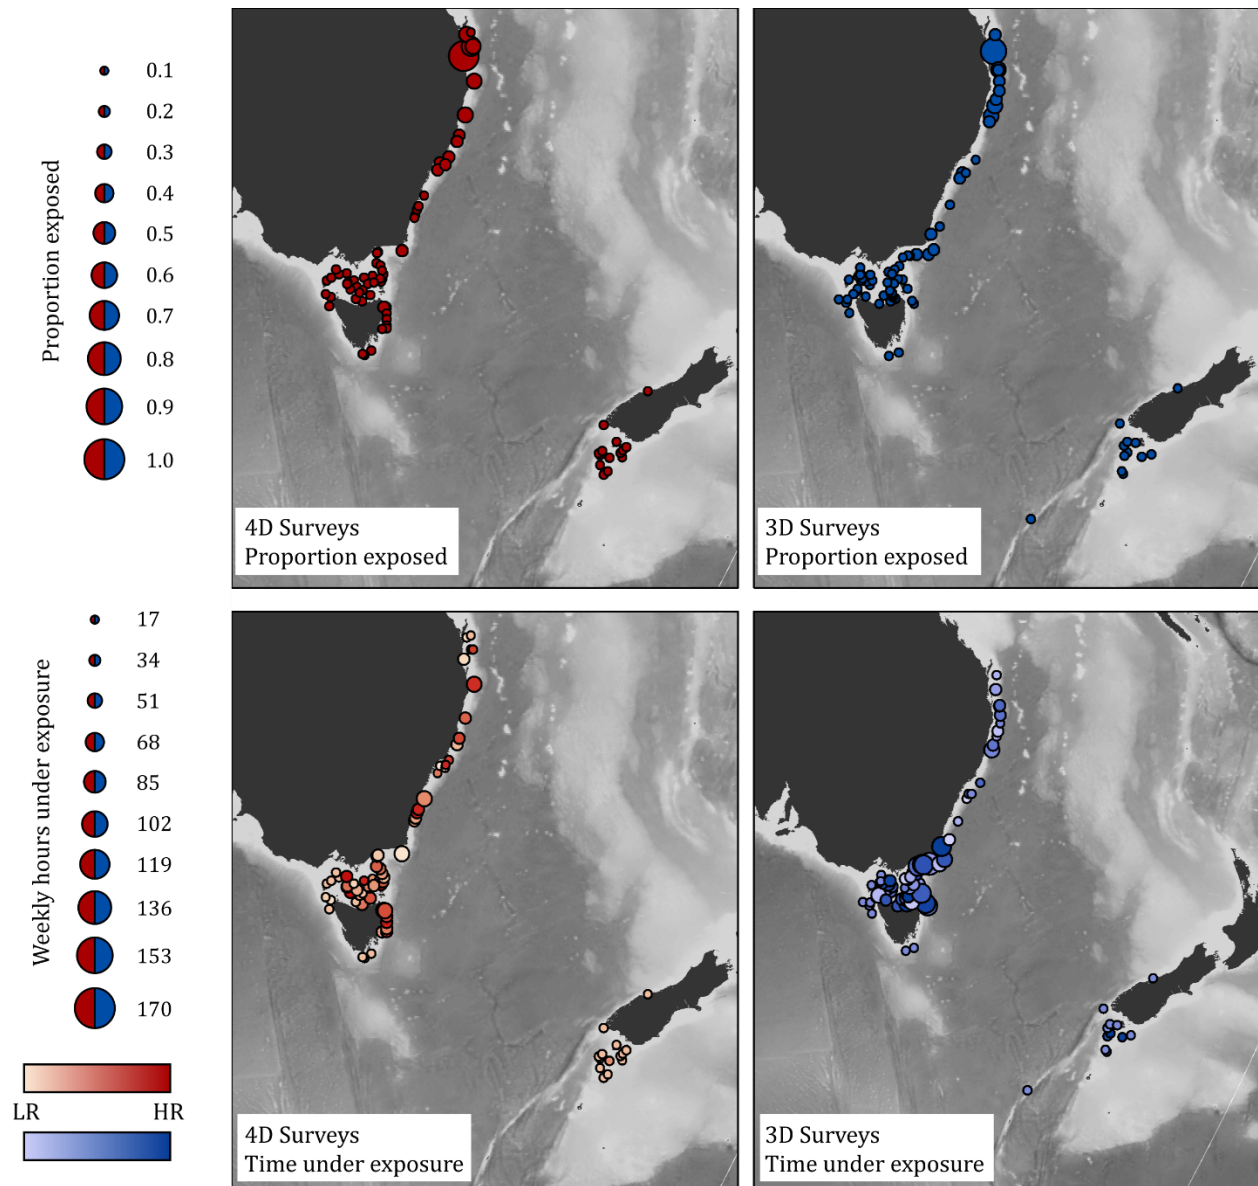 Proportion exposed
0.1
0.2
0.3
0.4
0.5
0.6
0.7
0.8
0.9
1.0
4D Surveys
Proportion exposed
3D Surveys
Proportion exposed
Weekly hours under exposure
17
34
51
68
85
102
119
136
153
170
LR HR
4D Surveys
Time under exposure
3D Surveys
Time under exposure